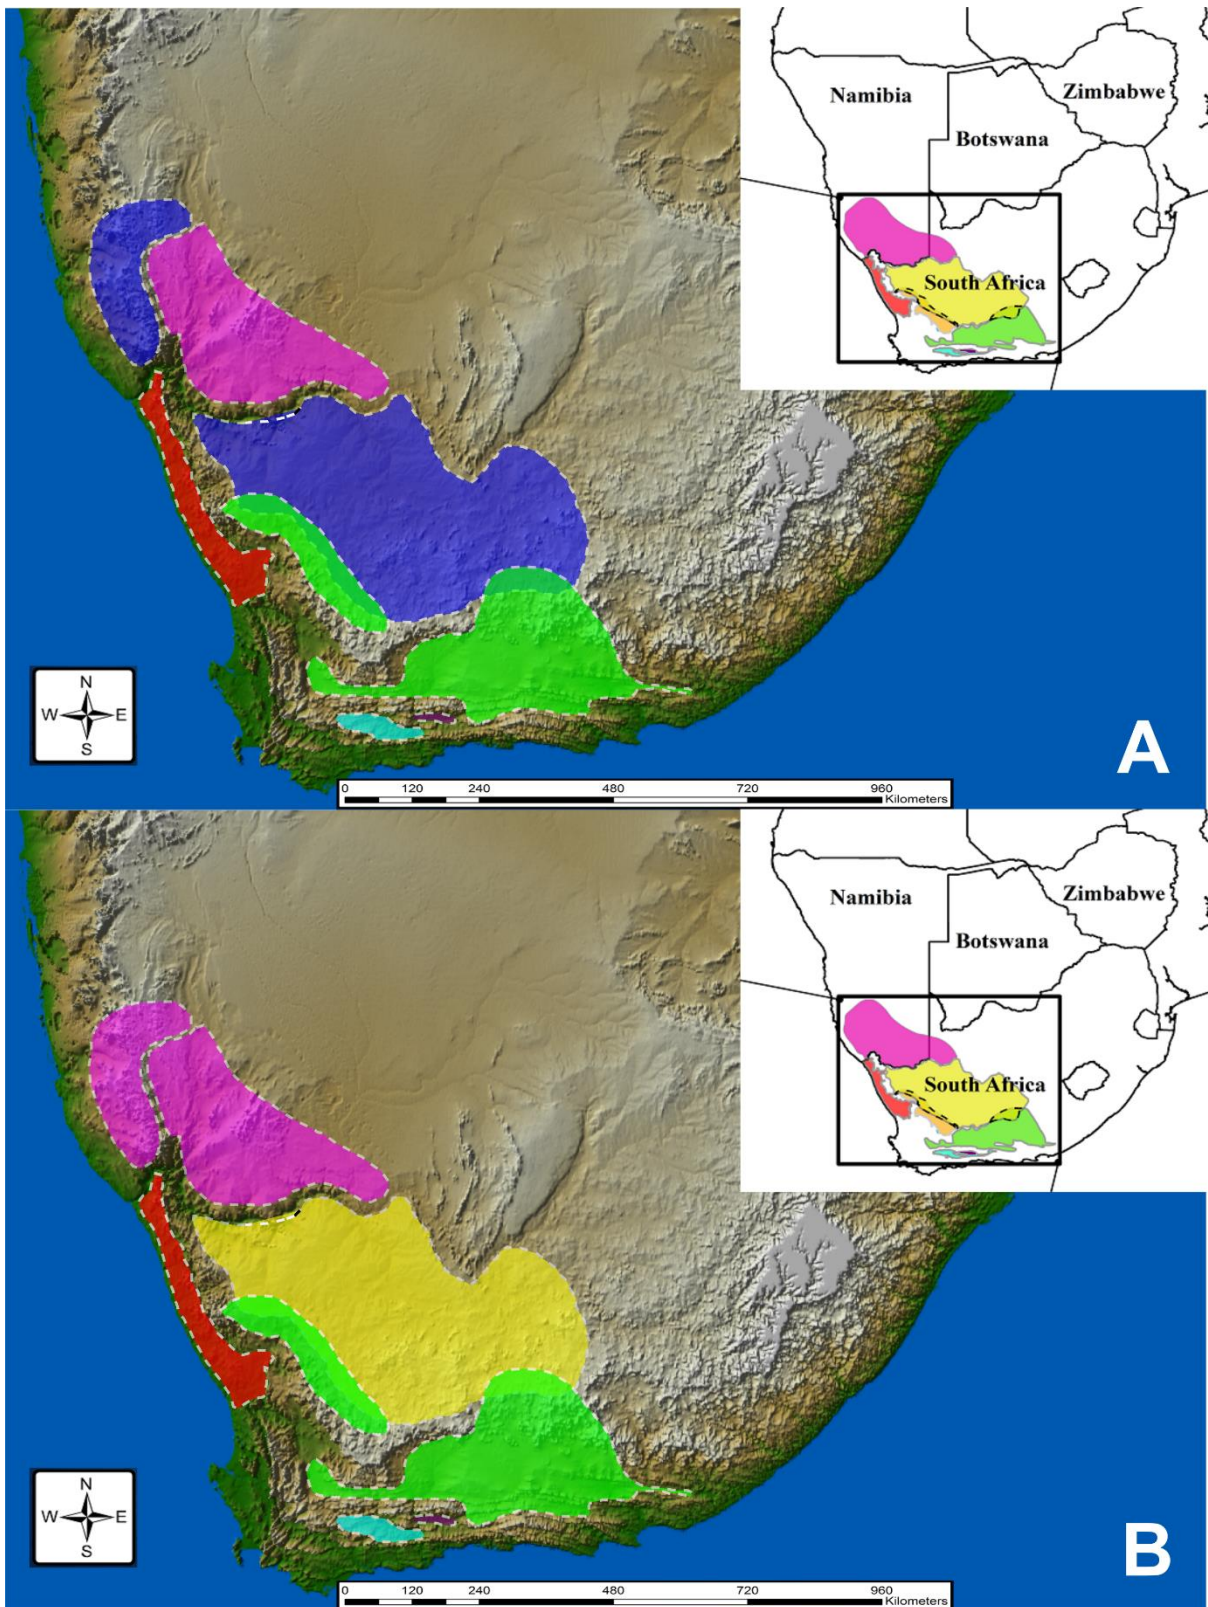 Namibia
Zimbabwe
Botswana
South Africa
N
W E
S
A
0 120 240 480 720 960
Kilometers
Namibia
Zimbabwe
Botswana
South Africa
N
W E
S
B
0 120 240 480 720 960
Kilometers